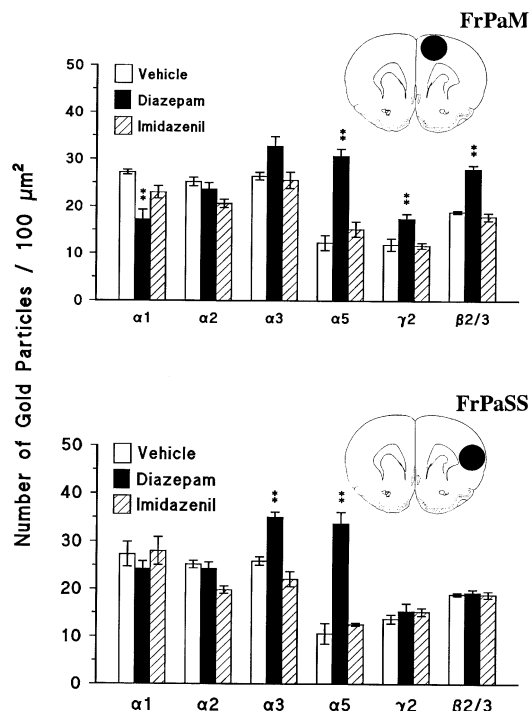 FrPaM
Number of Gold Particles / 100 μm²
50
40
30
20
10
0
Vehicle
Diazepam
Imidazenil
**
**
**
**
α1 α2 α3 α5 γ2 β2/3
FrPaSS
50
40
30
20
10
0
Vehicle
Diazepam
Imidazenil
**
**
α1 α2 α3 α5 γ2 β2/3